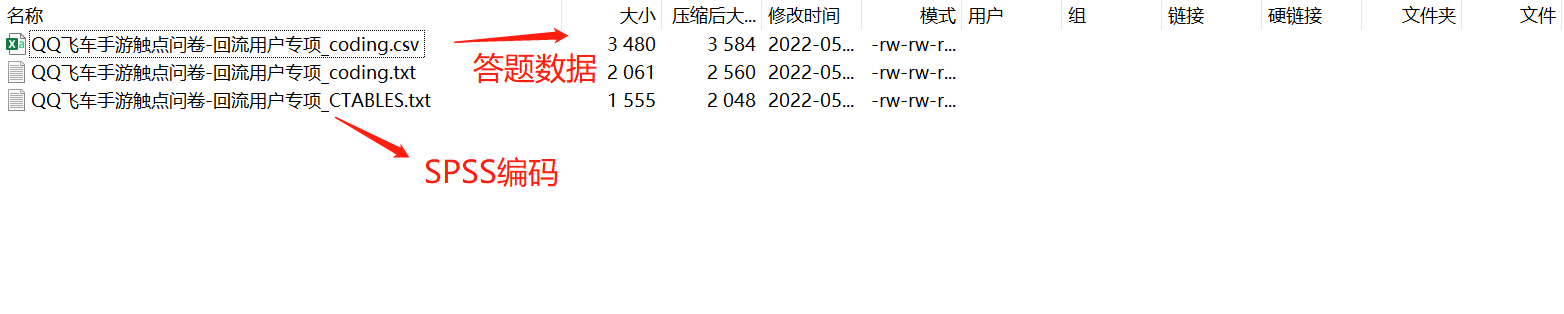 名称 大小 压缩后大... 修改时间 模式 用户 组 链接 硬链接 文件夹 文件
QQ飞车手游触点问卷-回流用户专项_coding.csv 3 480 3 584 2022-05... -rw-rw-r...
答题数据
QQ飞车手游触点问卷-回流用户专项_coding.txt 2 061 2 560 2022-05... -rw-rw-r...
QQ飞车手游触点问卷-回流用户专项_CTABLES.txt 1 555 2 048 2022-05... -rw-rw-r...
SPSS编码